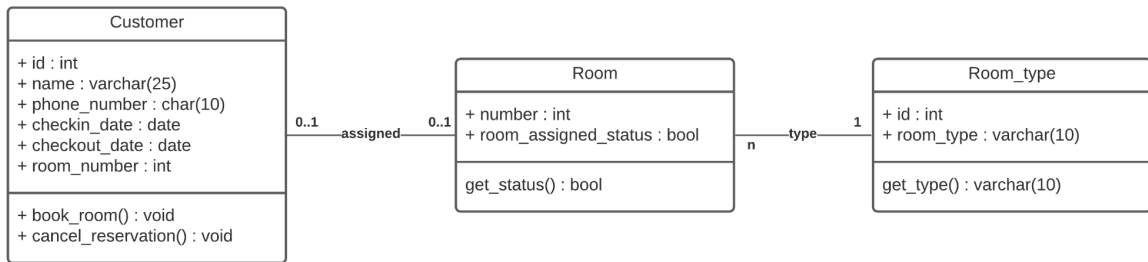 Customer
+ id : int
+ name : varchar(25)
+ phone_number : char(10)
+ checkin_date : date
+ checkout_date : date
+ room_number : int
+ book_room() : void
+ cancel_reservation() : void
0..1
assigned
0..1
Room
+ number : int
+ room_assigned_status : bool
get_status() : bool
n
type
1
Room_type
+ id : int
+ room_type : varchar(10)
get_type() : varchar(10)